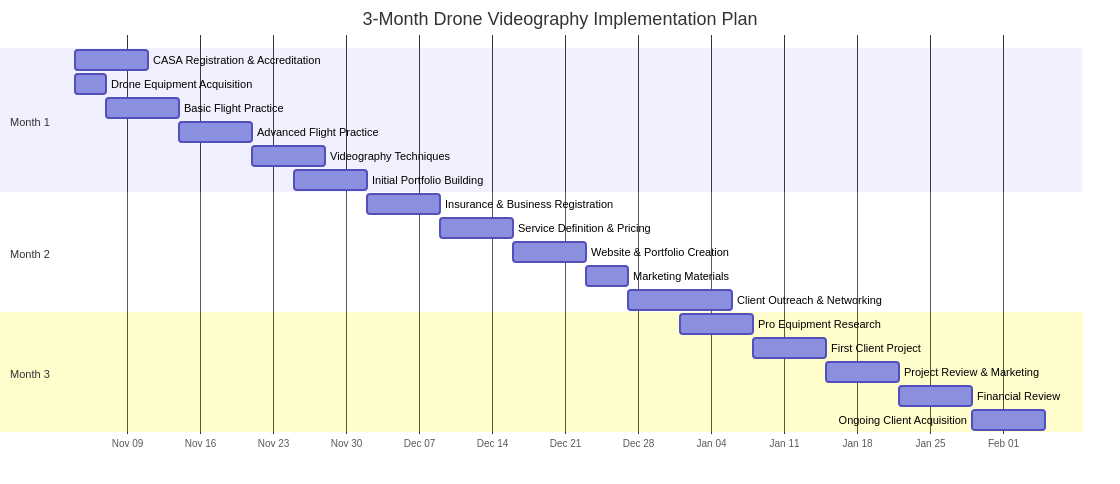 3-Month Drone Videography Implementation Plan
CASA Registration & Accreditation
Drone Equipment Acquisition
Basic Flight Practice
Month 1
Advanced Flight Practice
Videography Techniques
Initial Portfolio Building
Insurance & Business Registration
Service Definition & Pricing
Month 2
Website & Portfolio Creation
Marketing Materials
Client Outreach & Networking
Pro Equipment Research
First Client Project
Month 3
Project Review & Marketing
Financial Review
Ongoing Client Acquisition
Nov 09 Nov 16 Nov 23 Nov 30 Dec 07 Dec 14 Dec 21 Dec 28 Jan 04 Jan 11 Jan 18 Jan 25 Feb 01